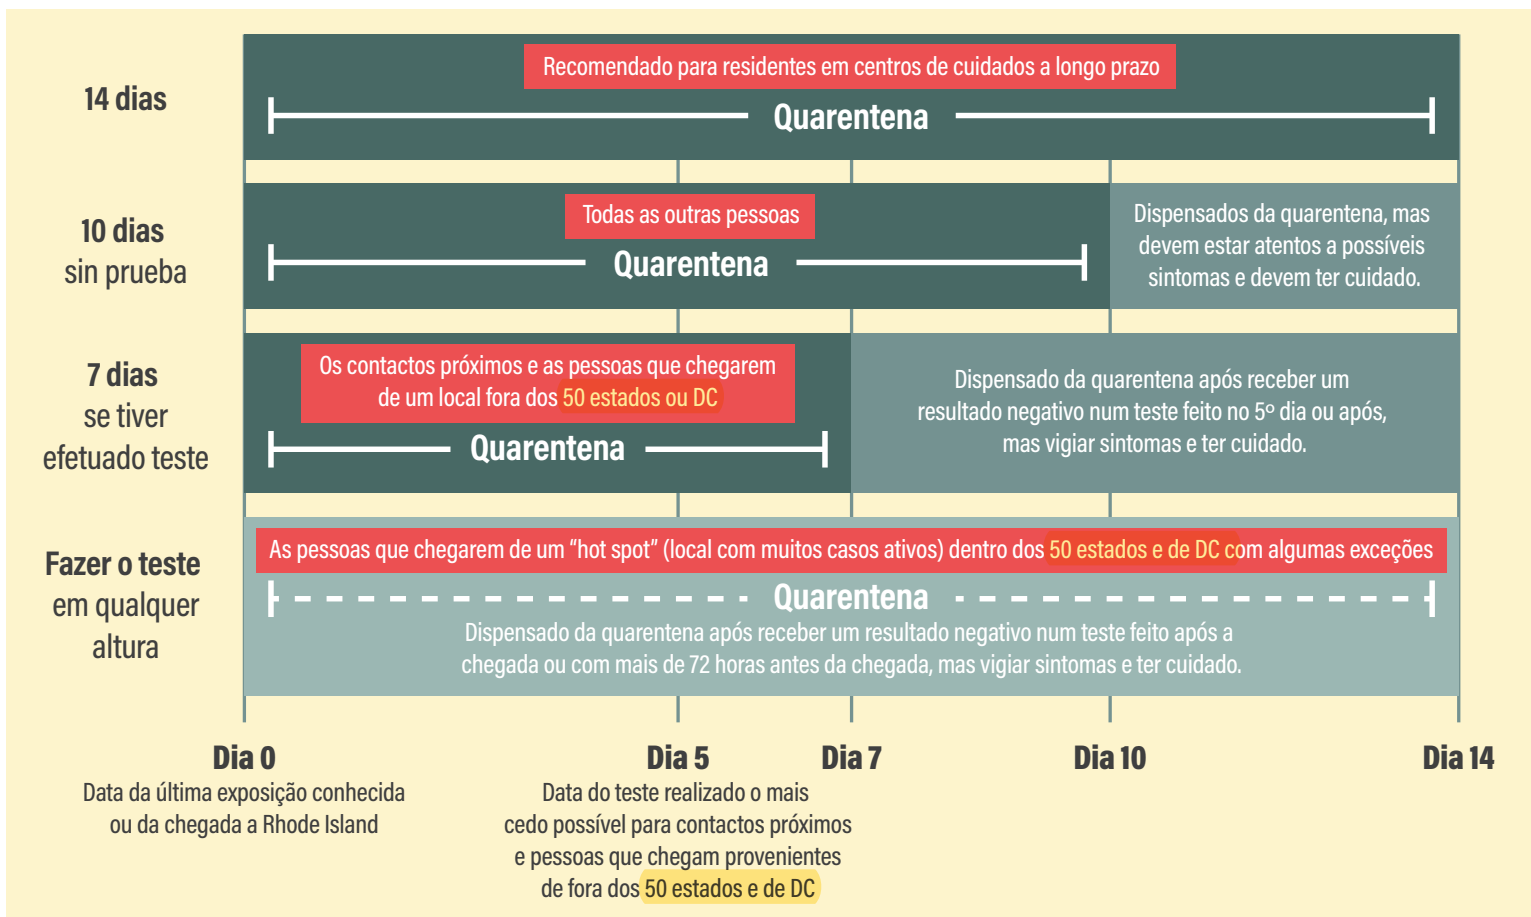 14 dias
Recomendado para residentes em centros de cuidados a longo prazo
Quarentena
10 dias
sin prueba
Todas as outras pessoas
Quarentena
Dispensados da quarentena, mas
devem estar atentos a possíveis
sintomas e devem ter cuidado.
7 dias
se tiver
efetuado teste
Os contactos próximos e as pessoas que chegarem
de um local fora dos 50 estados ou DC
Quarentena
Dispensado da quarentena após receber um
resultado negativo num teste feito no 5º dia ou após,
mas vigiar sintomas e ter cuidado.
Fazer o teste
em qualquer
altura
As pessoas que chegarem de um “hot spot” (local com muitos casos ativos) dentro dos 50 estados e de DC com algumas exceções
Quarentena
Dispensado da quarentena após receber um resultado negativo num teste feito após a
chegada ou com mais de 72 horas antes da chegada, mas vigiar sintomas e ter cuidado.
Dia 0
Data da última exposição conhecida
ou da chegada a Rhode Island
Dia 5
Data do teste realizado o mais
cedo possível para contactos próximos
e pessoas que chegam provenientes
de fora dos 50 estados e de DC
Dia 7
Dia 10
Dia 14